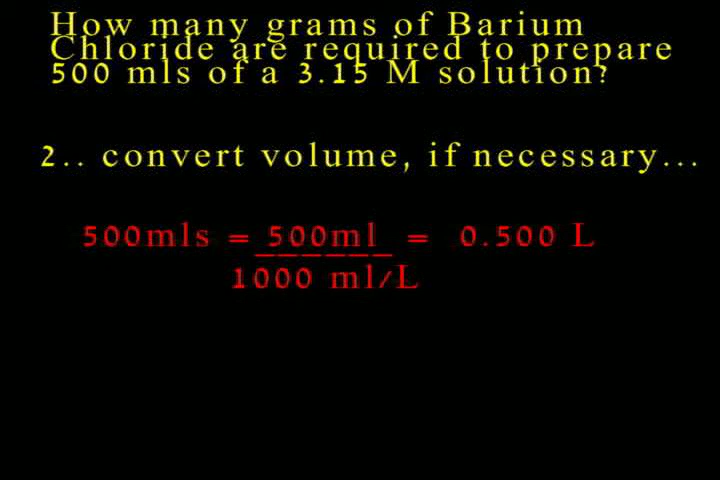 How many grams of Barium
Chloride are required to prepare
500 mls of a 3.15 M solution?
2.. convert volume, if necessary...
500mls = 500ml = 0.500 L
1000 ml/L